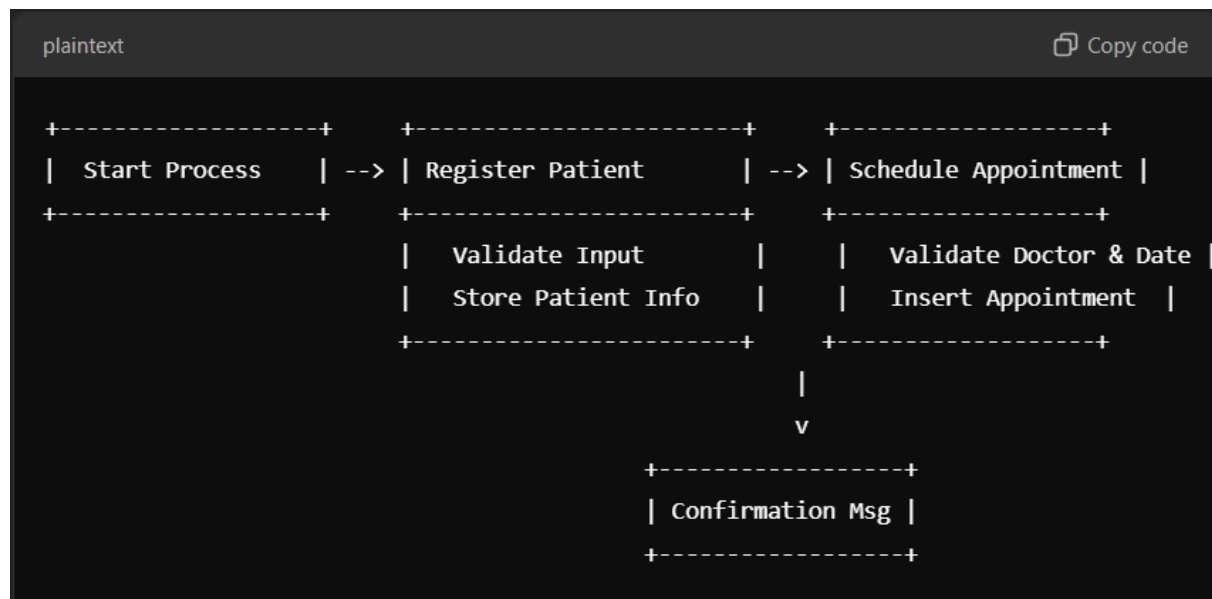 plaintext Copy code
+-------------------+     +------------------------+     +-------------------+
|  Start Process    | --> | Register Patient       | --> | Schedule Appointment |
+-------------------+     +------------------------+     +-------------------+
                          |   Validate Input        |     |   Validate Doctor & Date |
                          |   Store Patient Info    |     |   Insert Appointment  |
                          +------------------------+     +-------------------+
                                                       |
                                                       v
                                            +------------------+
                                            | Confirmation Msg |
                                            +------------------+